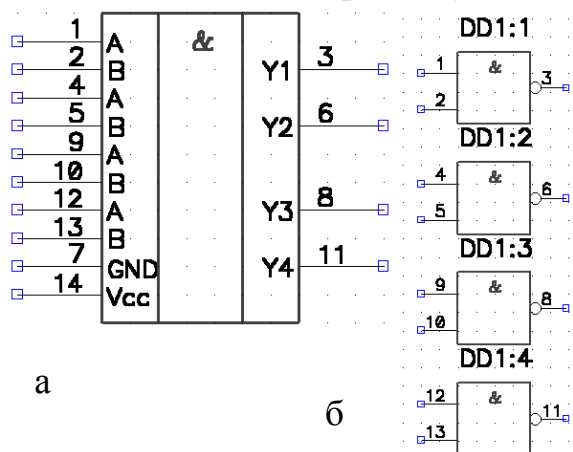 1 A & DD1:1
2 B Y1 3 1 & 3
4 A 2
5 B Y2 6 DD1:2
9 A 4 & 6
10 B 5
12 A Y3 8 DD1:3
13 B 9 & 8
7 GND Y4 11 10
14 Vcc DD1:4
12 & 11
13
а
б